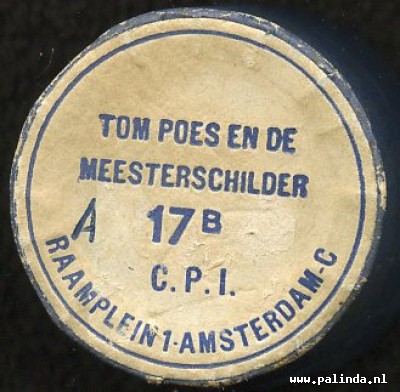 TOM POES EN DE
MEESTERSCHILDER
A 17B
C.P.I.
RAAMPLEIN 1-AMSTERDAM-C
www.palinda.nl